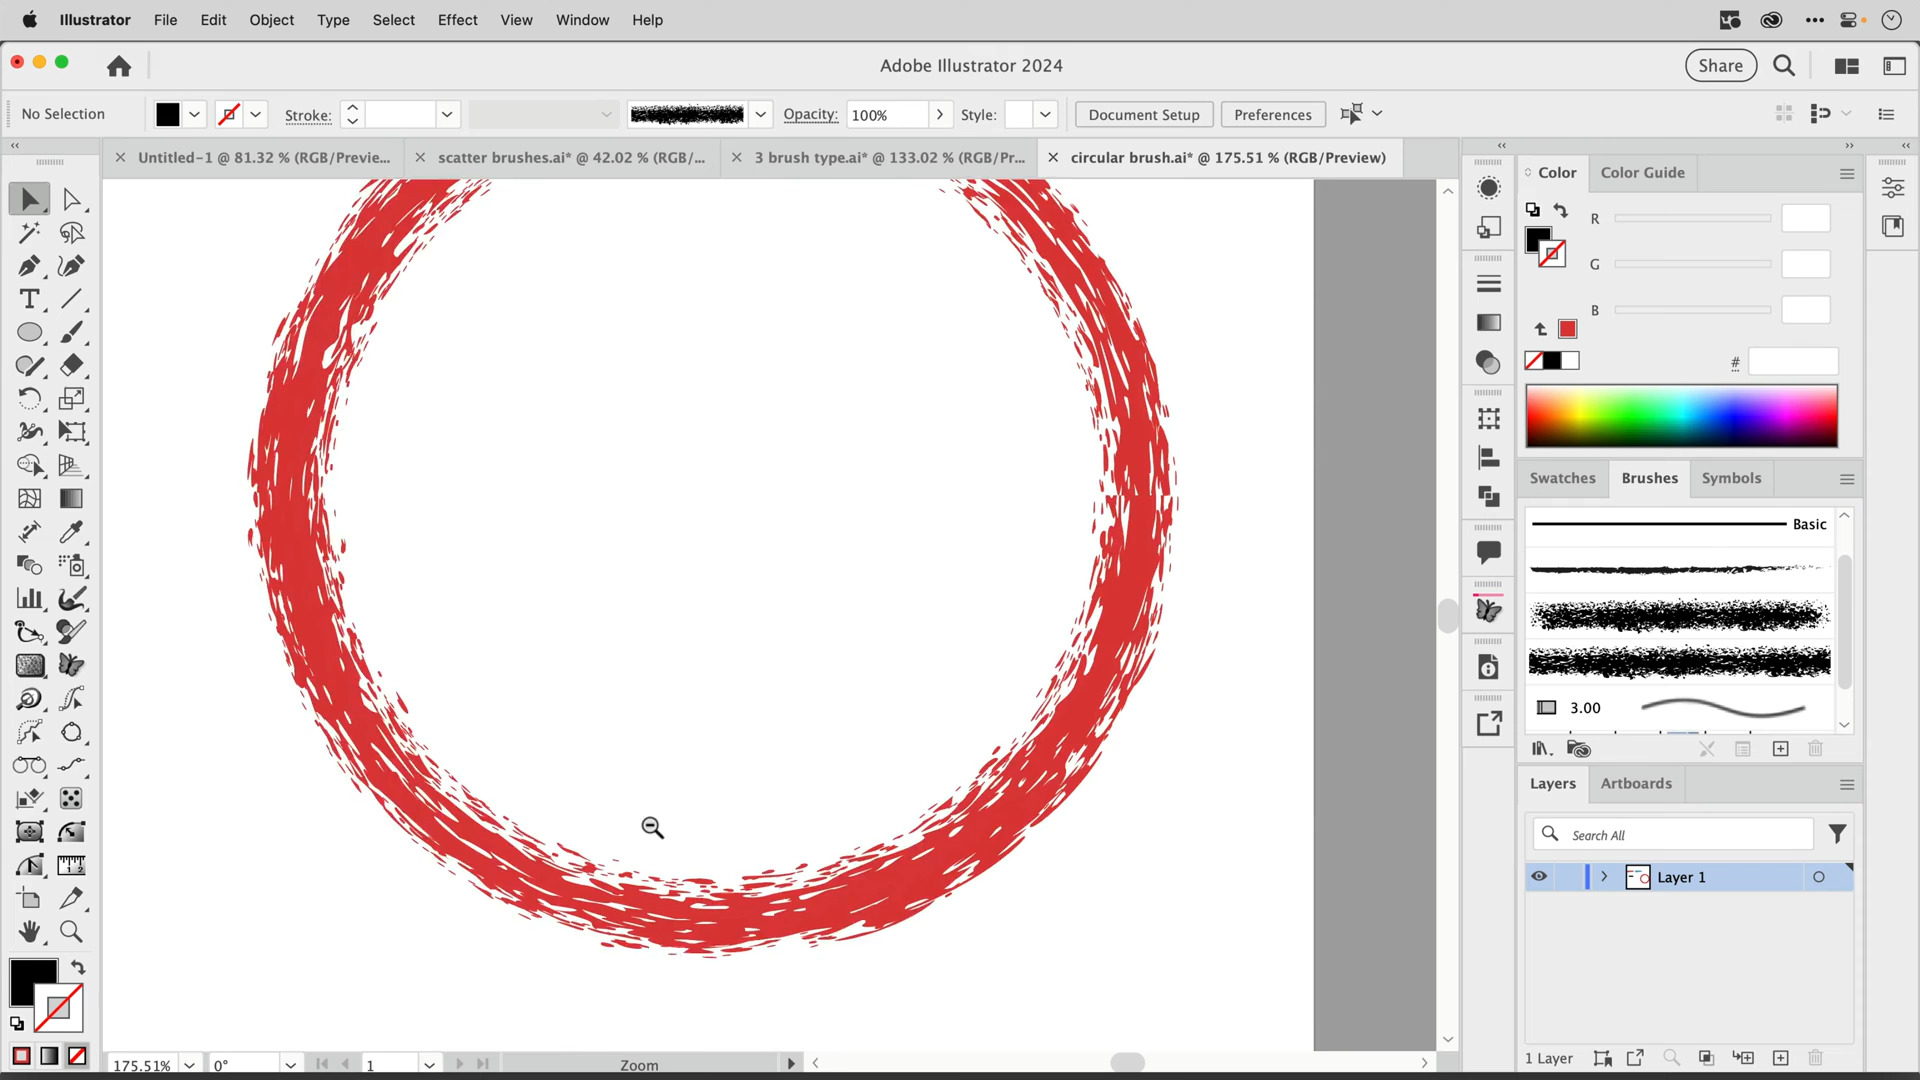 Illustrator File Edit Object Type Select Effect View Window Help
Adobe Illustrator 2024
Share
No Selection
Stroke:
Opacity: 100%
Style:
Document Setup
Preferences
Untitled-1 @ 81.32 % (RGB/Previe...
scatter brushes.ai* @ 42.02 % (RGB/...
3 brush type.ai* @ 133.02 % (RGB/Pr...
circular brush.ai* @ 175.51 % (RGB/Preview)
Color Color Guide
R
G
B
#
Swatches Brushes Symbols
Basic
3.00
Layers Artboards
Search All
Layer 1
1 Layer
175.51% 0° 1 Zoom